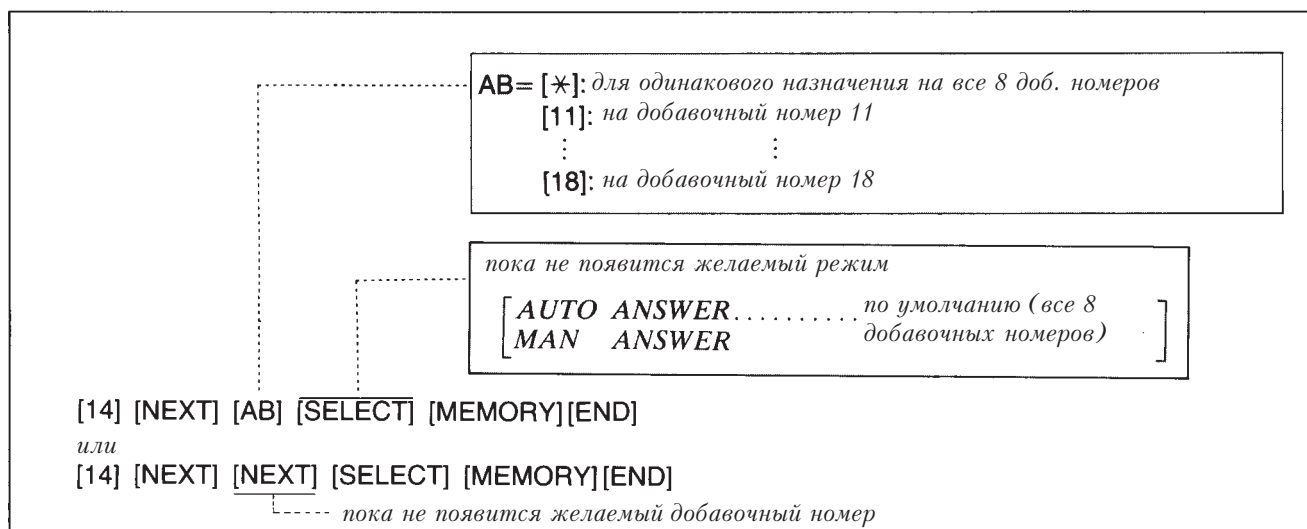 AB= [*]: для одинакового назначения на все 8 доб. номеров
[11]: на добавочный номер 11
⋮ ⋮
[18]: на добавочный номер 18
пока не появится желаемый режим
AUTO ANSWER.......... по умолчанию (все 8
MAN ANSWER добавочных номеров)
[14] [NEXT] [AB] [SELECT] [MEMORY] [END]
или
[14] [NEXT] [NEXT] [SELECT] [MEMORY] [END]
пока не появится желаемый добавочный номер